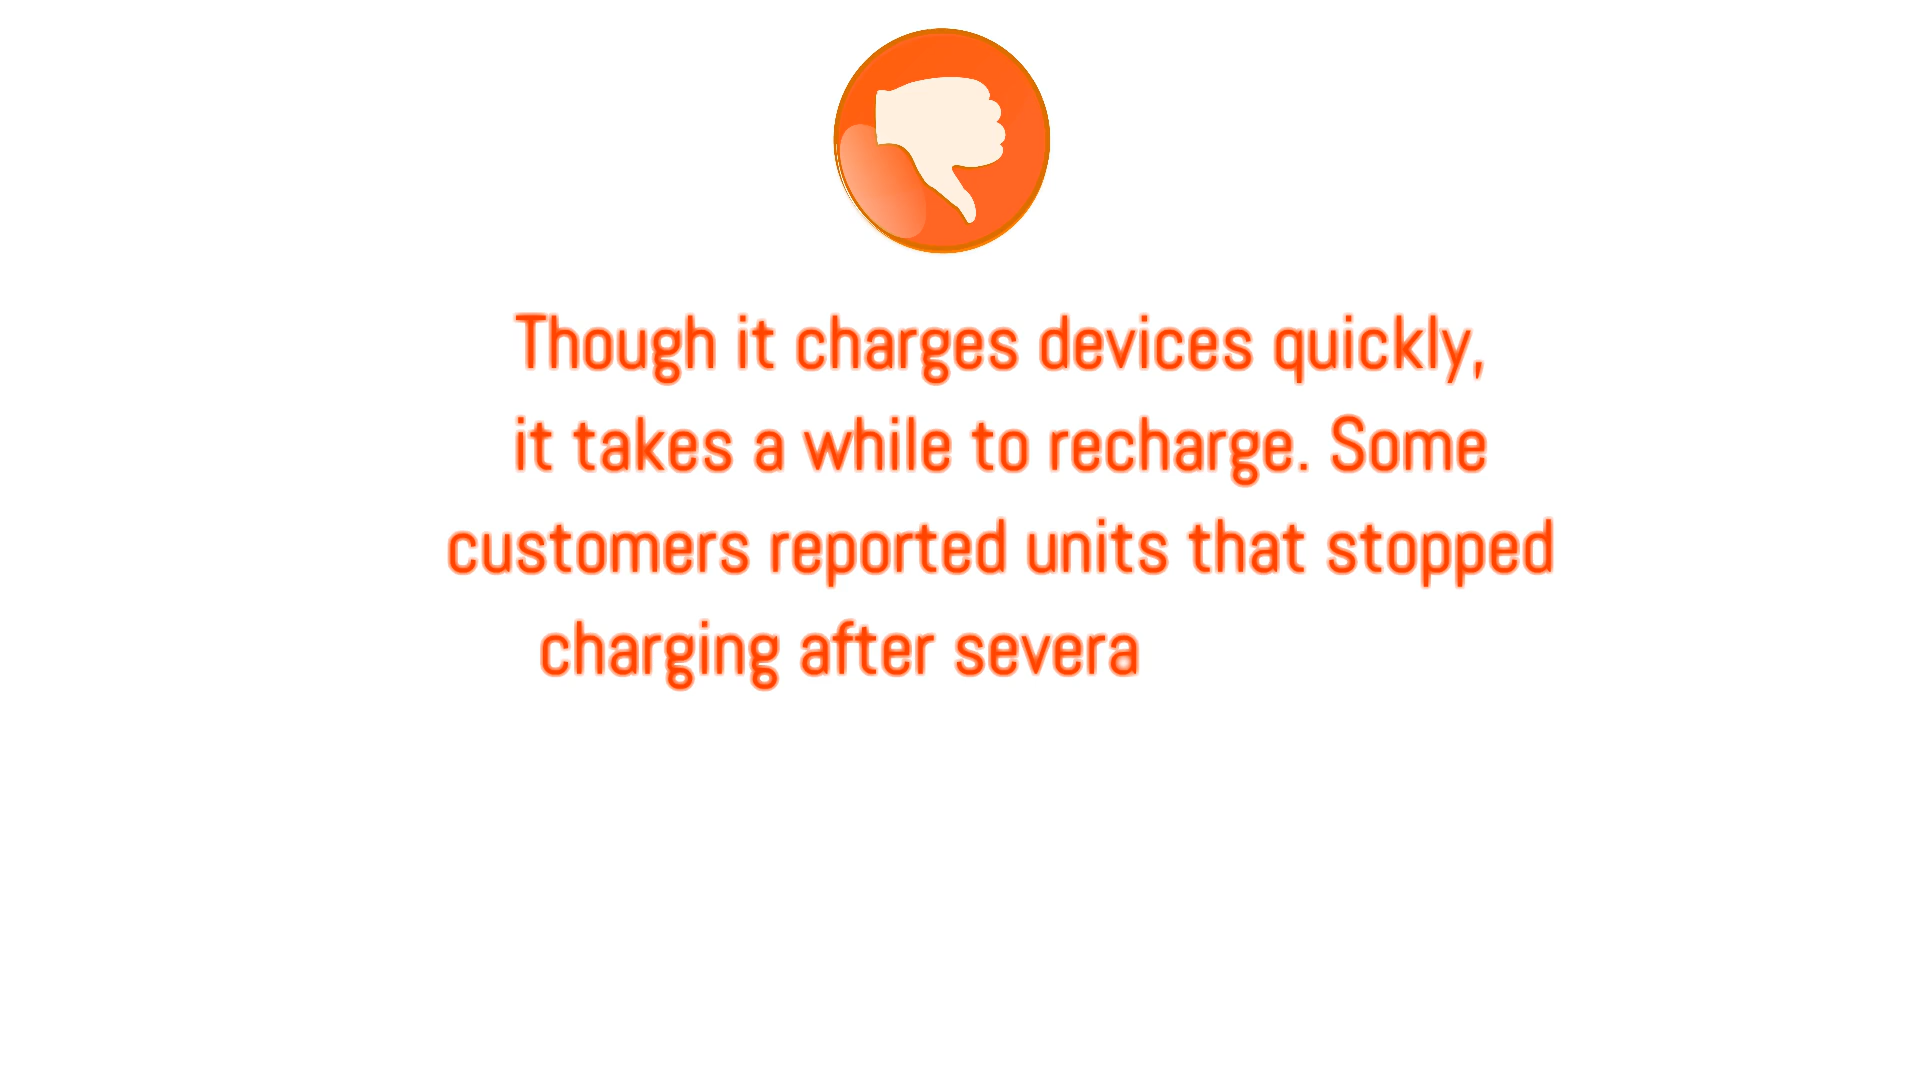 Though it charges devices quickly,
it takes a while to recharge. Some
customers reported units that stopped
charging after severa